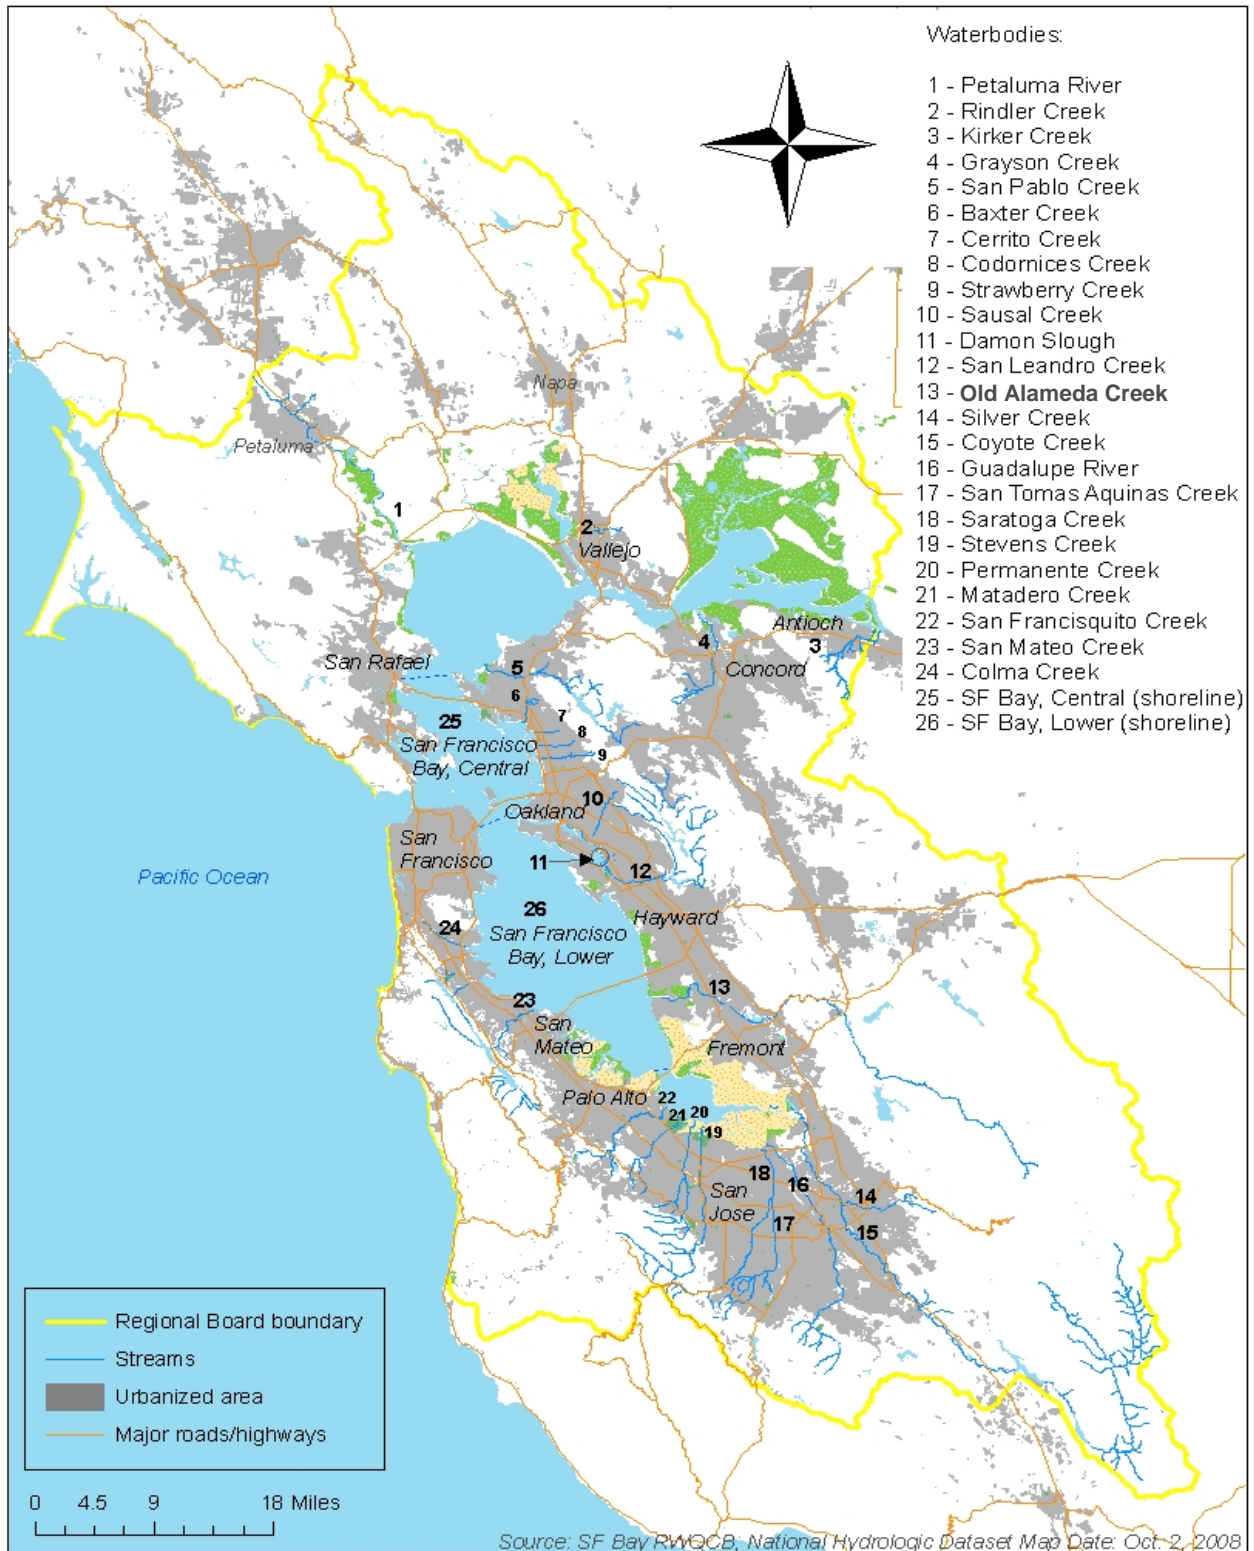 Waterbodies:
1 - Petaluma River
2 - Rindler Creek
3 - Kirker Creek
4 - Grayson Creek
5 - San Pablo Creek
6 - Baxter Creek
7 - Cerrito Creek
8 - Codornices Creek
9 - Strawberry Creek
10 - Sausal Creek
11 - Damon Slough
12 - San Leandro Creek
13 - Old Alameda Creek
14 - Silver Creek
15 - Coyote Creek
16 - Guadalupe River
17 - San Tomas Aquinas Creek
18 - Saratoga Creek
19 - Stevens Creek
20 - Permanente Creek
21 - Matadero Creek
22 - San Francisquito Creek
23 - San Mateo Creek
24 - Colma Creek
25 - SF Bay, Central (shoreline)
26 - SF Bay, Lower (shoreline)
Napa
Petaluma
1
2
Vallejo
Antioch
3
4
Concord
San Rafael
5
6
7
8
9
25
San Francisco
Bay, Central
10
Oakland
San
Francisco
11
12
Pacific Ocean
26
San Francisco
Bay, Lower
Hayward
24
13
23
San
Mateo
Fremont
Palo Alto
22
21
20
19
18
16
14
San
Jose
17
15
Regional Board boundary
Streams
Urbanized area
Major roads/highways
0 4.5 9 18 Miles
Source: SF Bay RWQCB; National Hydrologic Dataset Map Date: Oct. 2, 2008